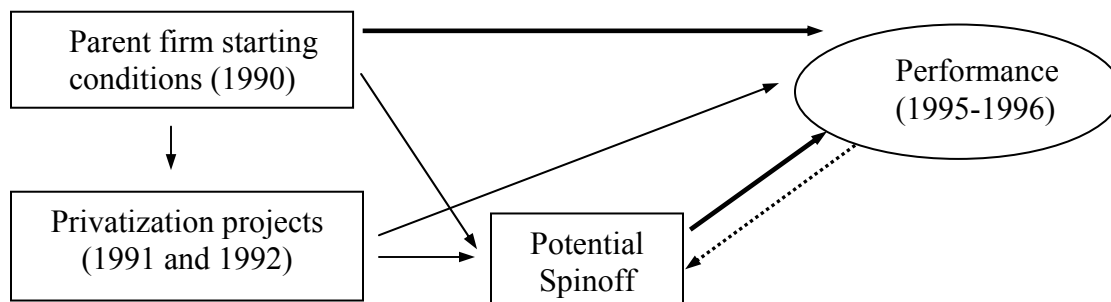 Parent firm starting
conditions (1990)
Performance
(1995-1996)
Privatization projects
(1991 and 1992)
Potential
Spinoff